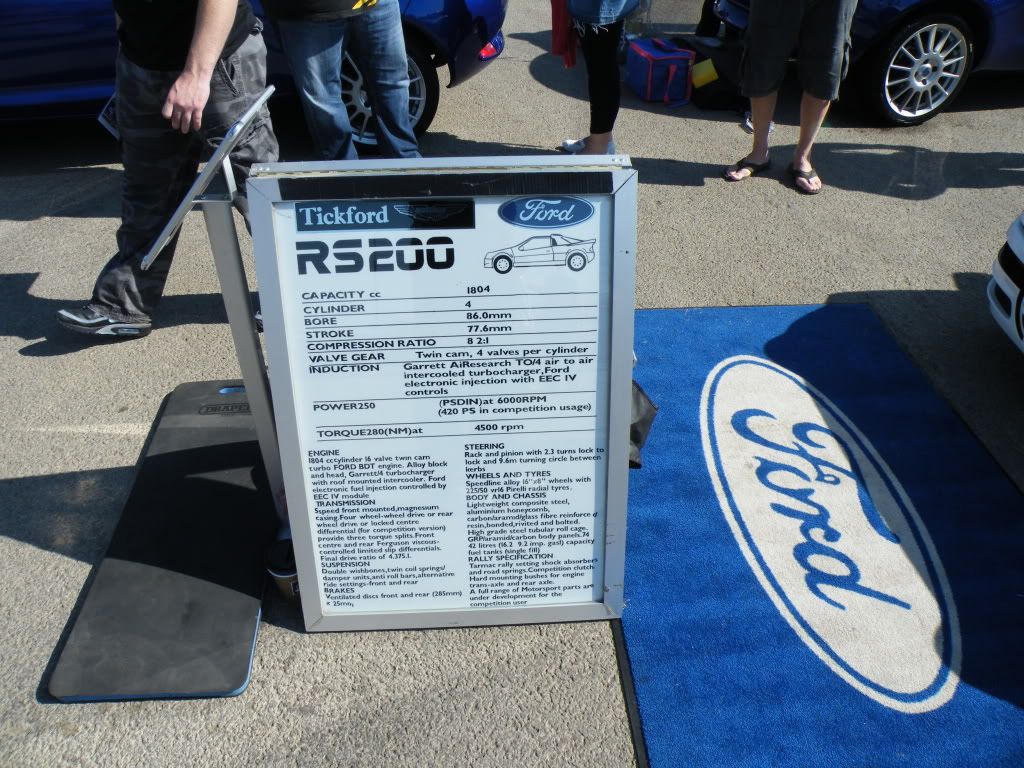 Tickford
Ford
RS200
CAPACITY cc 1804
CYLINDER 4
BORE 86.0mm
STROKE 77.6mm
COMPRESSION RATIO 8 2:1
VALVE GEAR Twin cam, 4 valves per cylinder
INDUCTION Garrett AiResearch TO/4 air to air
intercooled turbocharger,Ford
electronic injection with EEC IV
controls
POWER250 (PSDIN)at 6000RPM
(420 PS in competition usage)
TORQUE280(NM)at 4500 rpm
ENGINE
1804 cccylinder 16 valve twin cam
turbo FORD BDT engine. Alloy block
and head, Garrett/4 turbocharger
with roof mounted intercooler. Ford
electronic fuel injection controlled by
EEC IV module
TRANSMISSION
Speed front mounted,magnesium
casing.Four wheel-wheel drive or rear
wheel drive or locked centre
differential (for competition version)
provide three torque splits.Front
centre and rear Ferguson viscous-
controlled limited slip differentials.
Final drive ratio of 4.375.1.
SUSPENSION
Double wishbones,twin coil springs/
damper units,anti roll bars,alternative
ride settings-front and rear
BRAKES
Ventilated discs front and rear (285mm)
x 25mm,
STEERING
Rack and pinion with 2.3 turns lock to
lock and 9.6m turning circle between
kerbs
WHEELS AND TYRES
Speedline alloy 16"x8" wheels with
225/50 vr16 Pirelli radial tyres.
BODY AND CHASSIS
Lightweight composite steel,
aluminium honeycomb,
carbon/aramd/glass fibre reinforce d
resin,bonded,rivited and bolted.
High grade steel tubular roll cage.
GRP/aramid/carbon body panels.74
42 litres (16.2 9.2 imp. gasl) capacity
fuel tanks (single fill)
RALLY SPECIFICATION
Tarmac rally setting shock absorbers
and road springs.Competition clutch
Hard mounting bushes for engine
trans-axle and rear axle.
A full range of Motorsport parts are
under development for the
competition user
DRAPER
Ford